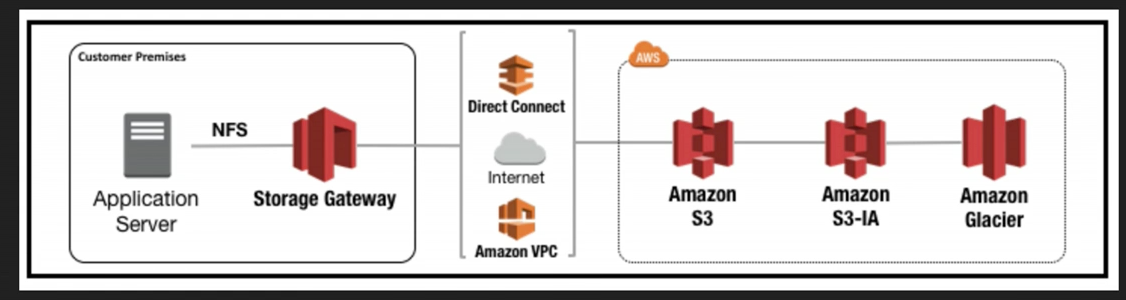 Customer Premises
NFS
Application
Server
Storage Gateway
Direct Connect
Internet
Amazon VPC
AWS
Amazon
S3
Amazon
S3-IA
Amazon
Glacier